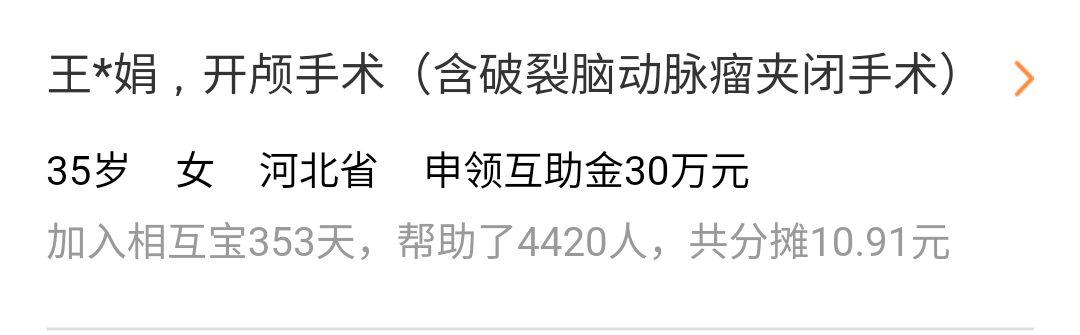 王*娟，开颅手术（含破裂脑动脉瘤夹闭手术）
35岁 女 河北省 申领互助金30万元
加入相互宝353天，帮助了4420人，共分摊10.91元